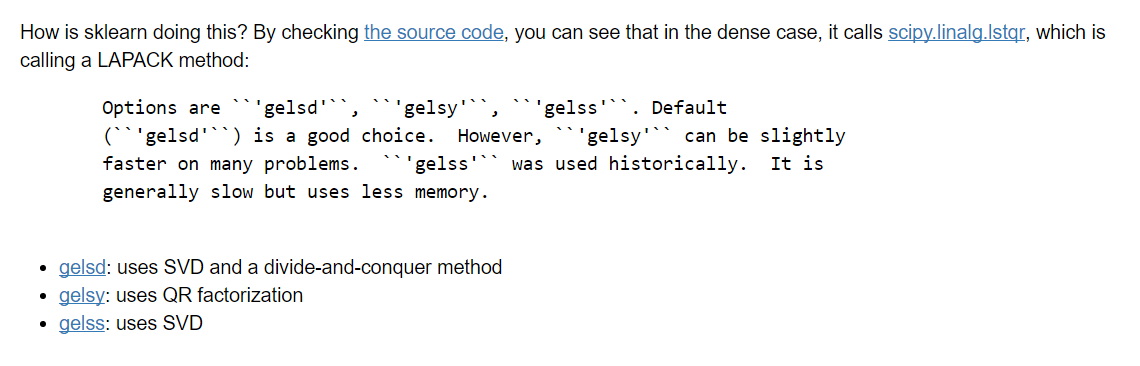 How is sklearn doing this? By checking the source code, you can see that in the dense case, it calls scipy.linalg.lstqr, which is
calling a LAPACK method:
Options are ``'gelsd'``, ``'gelsy'``, ``'gelss'``. Default
(``'gelsd'``) is a good choice.  However, ``'gelsy'`` can be slightly
faster on many problems.  ``'gelss'`` was used historically.  It is
generally slow but uses less memory.
• gelsd: uses SVD and a divide-and-conquer method
• gelsy: uses QR factorization
• gelss: uses SVD